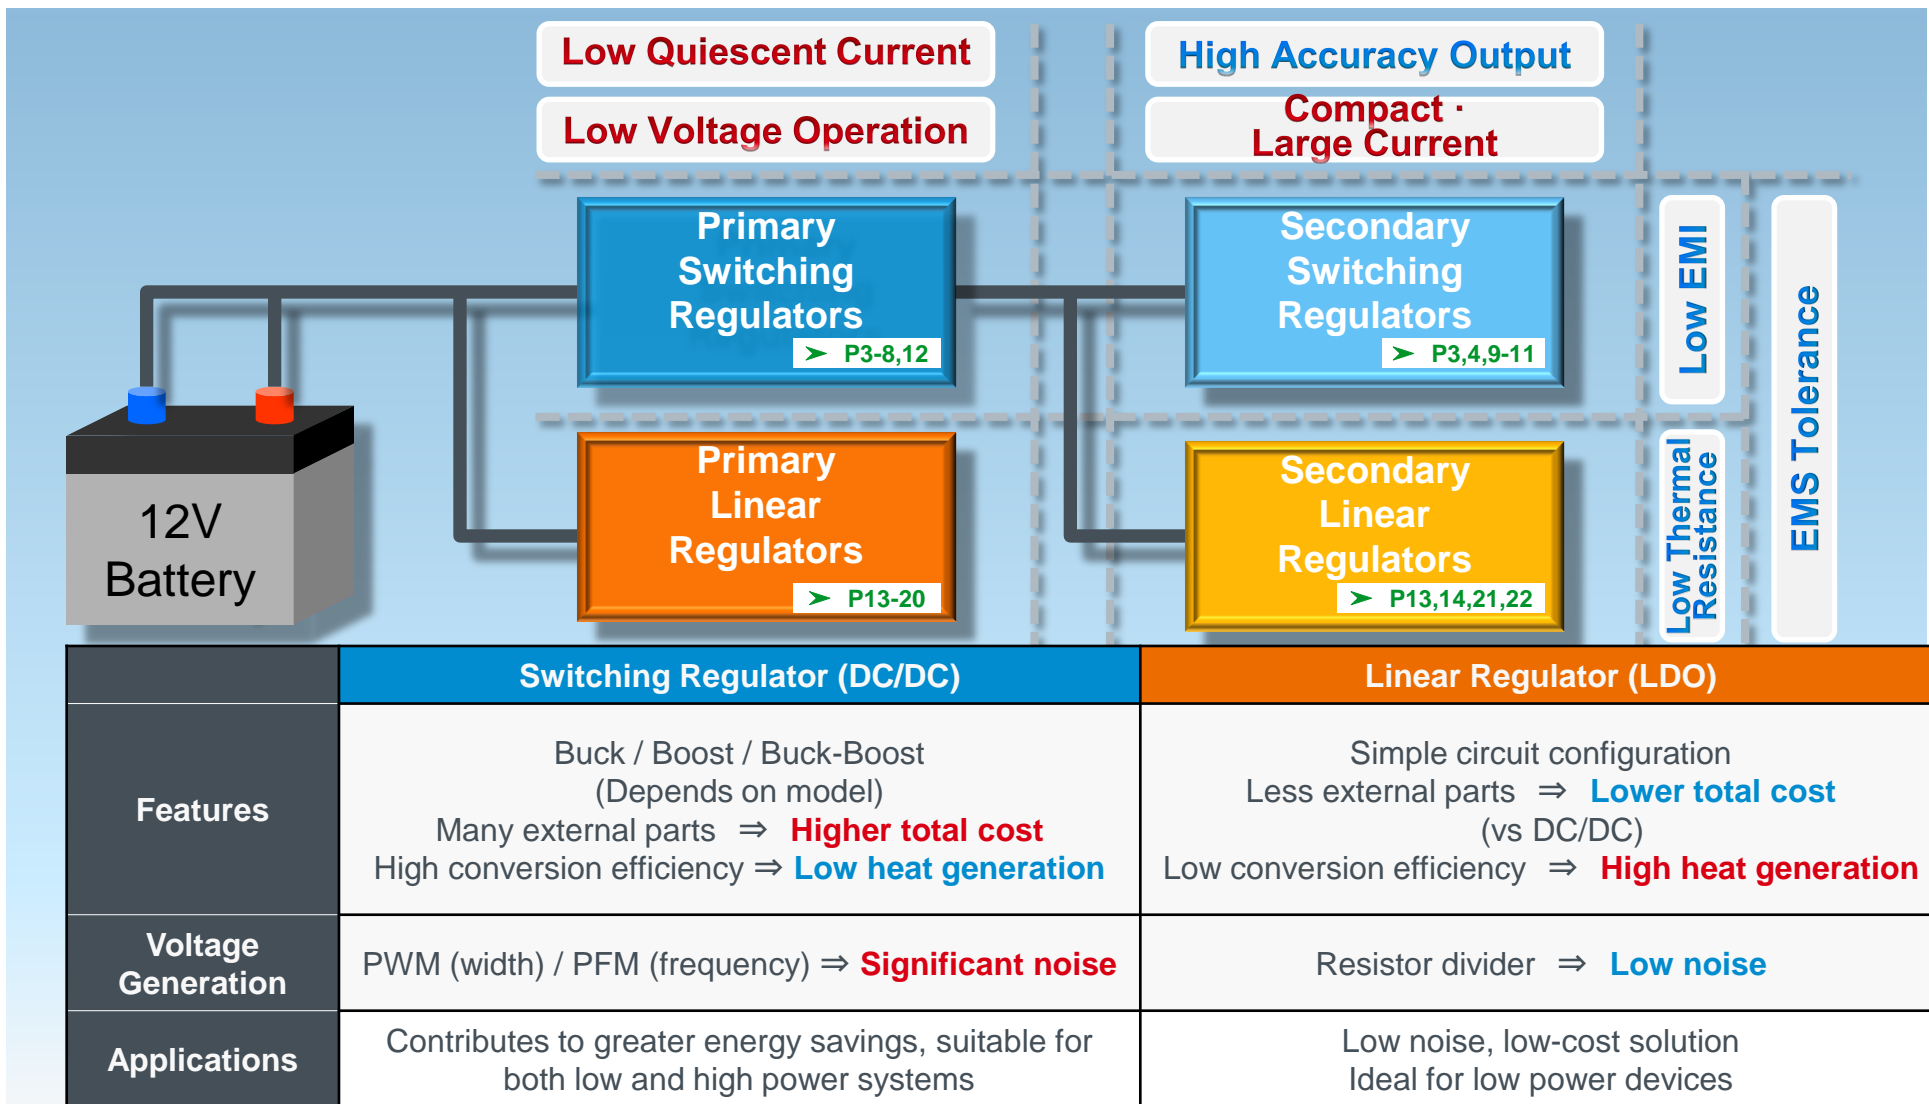 Low Quiescent Current
High Accuracy Output
Low Voltage Operation
Compact ·
Large Current
Primary
Switching
Regulators
➤ P3-8,12
Secondary
Switching
Regulators
➤ P3,4,9-11
Low EMI
EMS Tolerance
12V
Battery
Primary
Linear
Regulators
➤ P13-20
Secondary
Linear
Regulators
➤ P13,14,21,22
Low Thermal
Resistance
Switching Regulator (DC/DC)
Linear Regulator (LDO)
Features
Buck / Boost / Buck-Boost
(Depends on model)
Many external parts ⇒ Higher total cost
High conversion efficiency ⇒ Low heat generation
Simple circuit configuration
Less external parts ⇒ Lower total cost
(vs DC/DC)
Low conversion efficiency ⇒ High heat generation
Voltage
Generation
PWM (width) / PFM (frequency) ⇒ Significant noise
Resistor divider ⇒ Low noise
Applications
Contributes to greater energy savings, suitable for
both low and high power systems
Low noise, low-cost solution
Ideal for low power devices